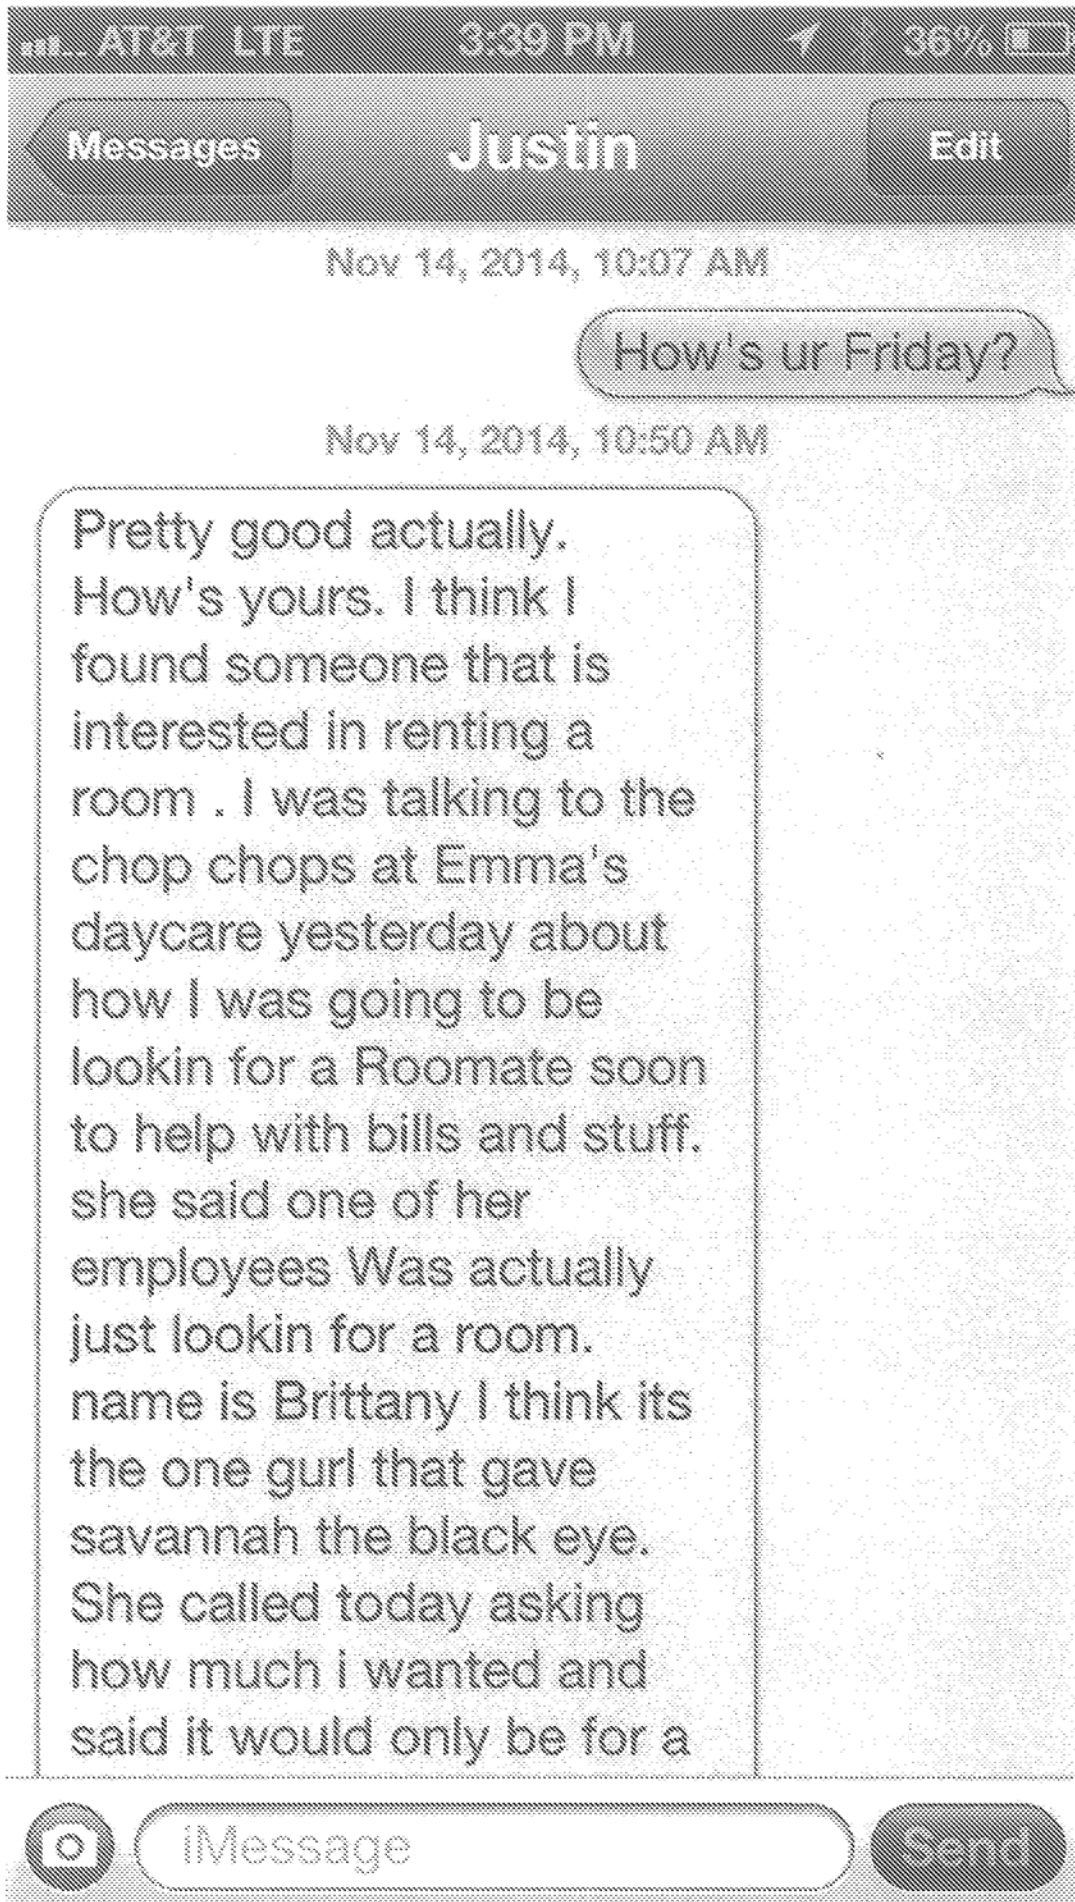 AT&T LTE 3:39 PM 36%
Messages Justin Edit
Nov 14, 2014, 10:07 AM
How's ur Friday?
Nov 14, 2014, 10:50 AM
Pretty good actually.
How's yours. I think I
found someone that is
interested in renting a
room . I was talking to the
chop chops at Emma's
daycare yesterday about
how I was going to be
lookin for a Roomate soon
to help with bills and stuff.
she said one of her
employees Was actually
just lookin for a room.
name is Brittany I think its
the one gurl that gave
savannah the black eye.
She called today asking
how much i wanted and
said it would only be for a
iMessage Send